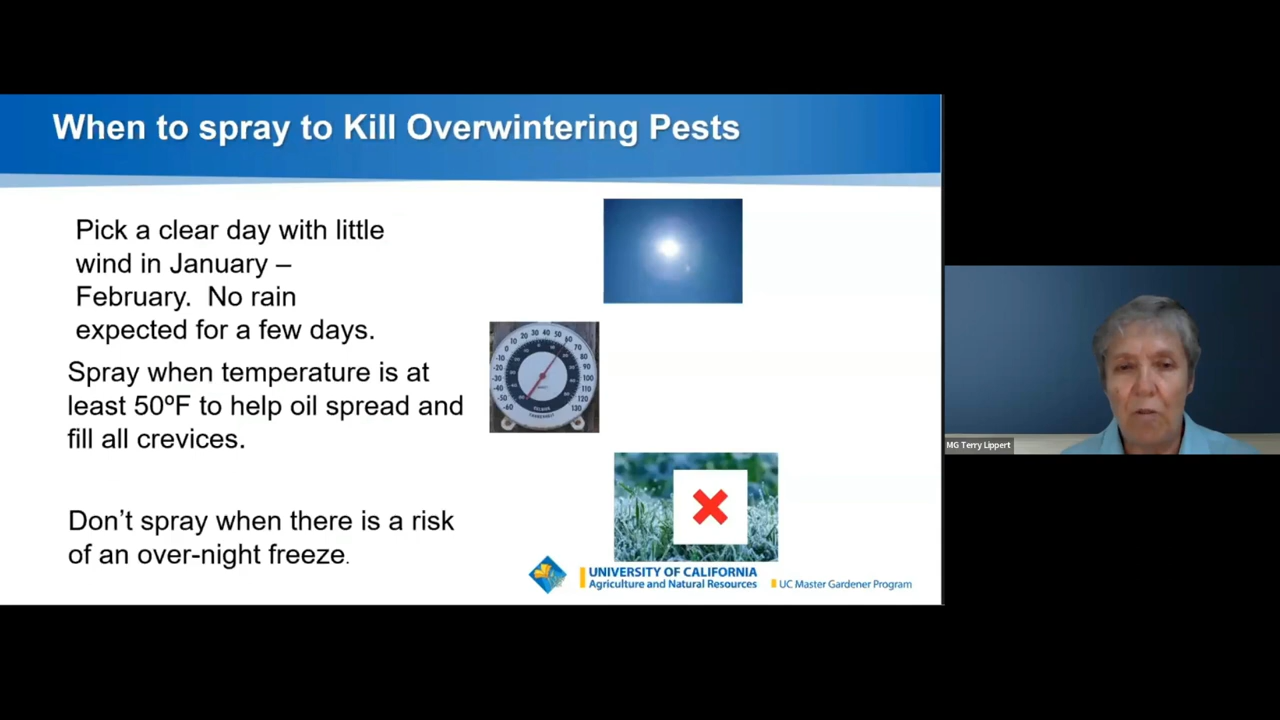 When to spray to Kill Overwintering Pests
Pick a clear day with little
wind in January –
February.  No rain
expected for a few days.
Spray when temperature is at
least 50ºF to help oil spread and
fill all crevices.
Don’t spray when there is a risk
of an over-night freeze.
UNIVERSITY OF CALIFORNIA
Agriculture and Natural Resources
UC Master Gardener Program
MG Terry Lippert